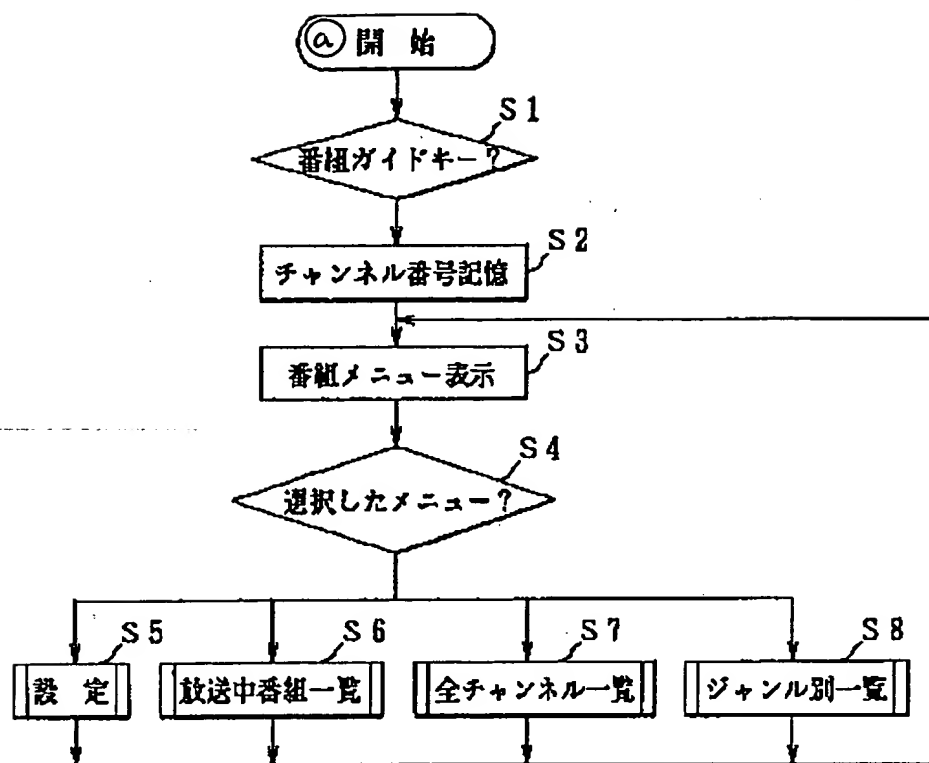 ⓐ 開 始
S1
番組ガイドキー?
S2
チャンネル番号記憶
S3
番組メニュー表示
S4
選択したメニュー?
S5
設 定
S6
放送中番組一覧
S7
全チャンネル一覧
S8
ジャンル別一覧